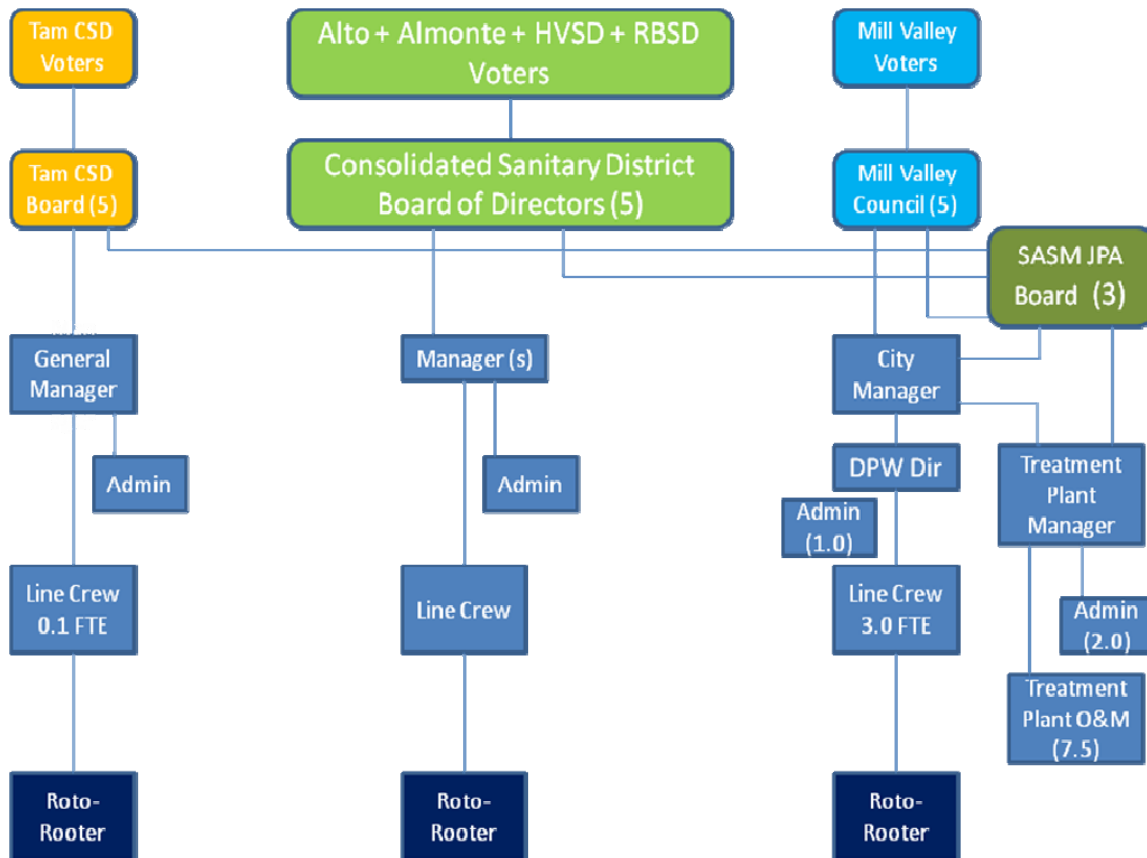 Tam CSD
Voters
Alto + Almonte + HVSD + RBSD
Voters
Mill Valley
Voters
Tam CSD
Board (5)
Consolidated Sanitary District
Board of Directors (5)
Mill Valley
Council (5)
SASM JPA
Board (3)
General
Manager
Manager (s)
City
Manager
Admin
Admin
DPW Dir
Treatment
Plant
Manager
Admin
(1.0)
Line Crew
0.1 FTE
Line Crew
Line Crew
3.0 FTE
Admin
(2.0)
Treatment
Plant O&M
(7.5)
Roto-
Rooter
Roto-
Rooter
Roto-
Rooter